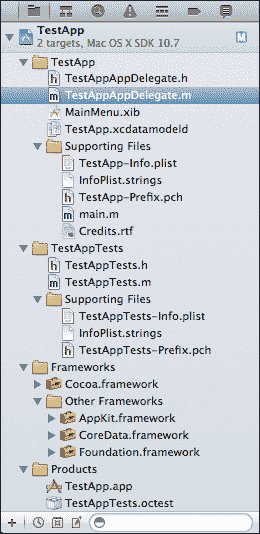 TestApp
2 targets, Mac OS X SDK 10.7
M
TestApp
TestAppAppDelegate.h
TestAppAppDelegate.m
MainMenu.xib
TestApp.xcdatamodeld
Supporting Files
TestApp-Info.plist
InfoPlist.strings
TestApp-Prefix.pch
main.m
Credits.rtf
TestAppTests
TestAppTests.h
TestAppTests.m
Supporting Files
TestAppTests-Info.plist
InfoPlist.strings
TestAppTests-Prefix.pch
Frameworks
Cocoa.framework
Other Frameworks
AppKit.framework
CoreData.framework
Foundation.framework
Products
TestApp.app
TestAppTests.octest